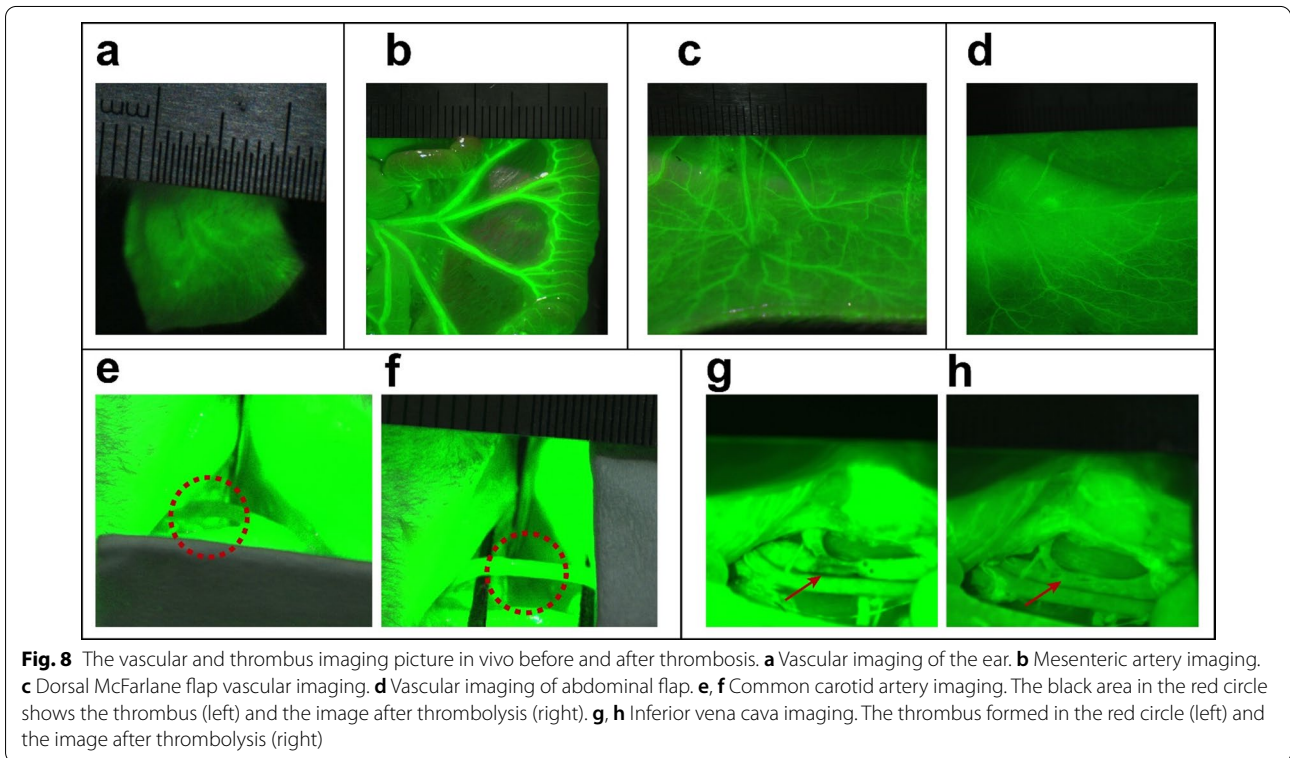 a
b
c
d
mm
e
f
g
h
Fig. 8 The vascular and thrombus imaging picture in vivo before and after thrombosis. a Vascular imaging of the ear. b Mesenteric artery imaging.
c Dorsal McFarlane flap vascular imaging. d Vascular imaging of abdominal flap. e, f Common carotid artery imaging. The black area in the red circle
shows the thrombus (left) and the image after thrombolysis (right). g, h Inferior vena cava imaging. The thrombus formed in the red circle (left) and
the image after thrombolysis (right)